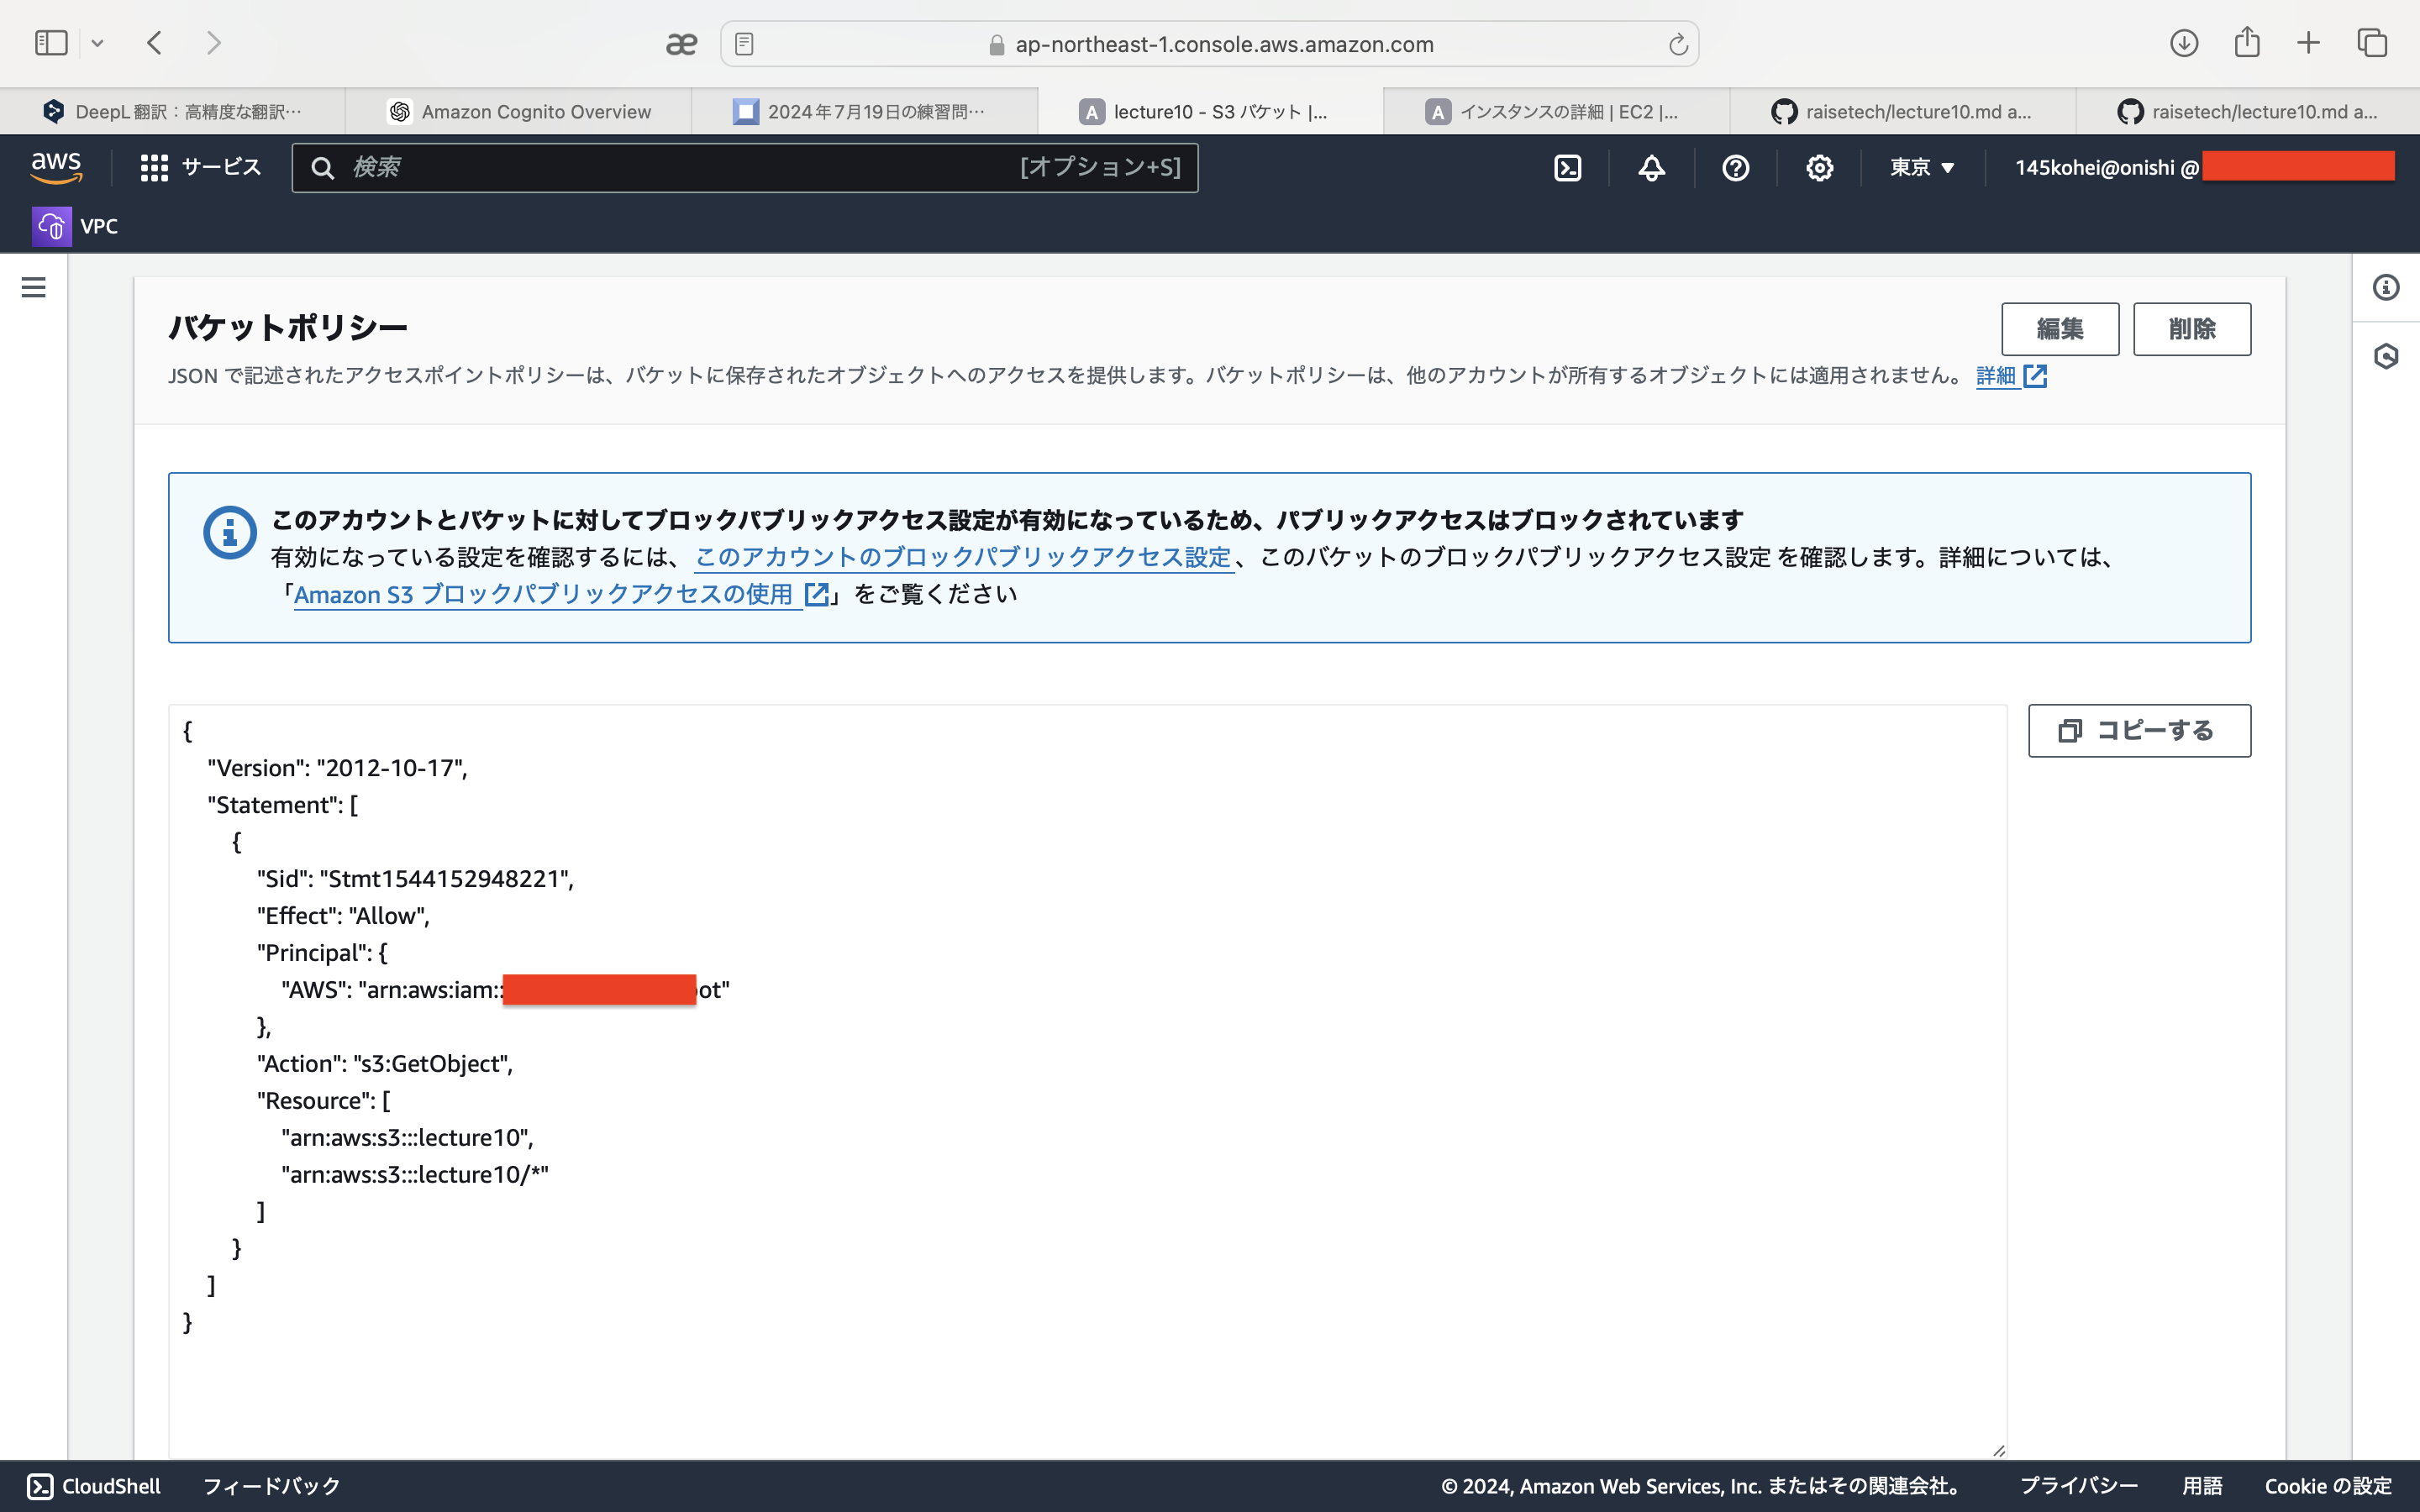 ap-northeast-1.console.aws.amazon.com
DeepL 翻訳：高精度な翻訳…
Amazon Cognito Overview
2024年7月19日の練習問…
lecture10 - S3 バケット |...
インスタンスの詳細 | EC2 |...
raisetech/lecture10.md a...
raisetech/lecture10.md a...
aws
サービス
検索
[オプション+S]
東京
145kohei@onishi @
VPC
バケットポリシー
編集
削除
JSON で記述されたアクセスポイントポリシーは、バケットに保存されたオブジェクトへのアクセスを提供します。バケットポリシーは、他のアカウントが所有するオブジェクトには適用されません。 詳細
このアカウントとバケットに対してブロックパブリックアクセス設定が有効になっているため、パブリックアクセスはブロックされています
有効になっている設定を確認するには、 このアカウントのブロックパブリックアクセス設定、このバケットのブロックパブリックアクセス設定 を確認します。詳細については、
「Amazon S3 ブロックパブリックアクセスの使用 」をご覧ください
コピーする
{
"Version": "2012-10-17",
"Statement": [
{
"Sid": "Stmt1544152948221",
"Effect": "Allow",
"Principal": {
"AWS": "arn:aws:iam::ot"
},
"Action": "s3:GetObject",
"Resource": [
"arn:aws:s3:::lecture10",
"arn:aws:s3:::lecture10/*"
]
}
]
}
CloudShell
フィードバック
© 2024, Amazon Web Services, Inc. またはその関連会社。
プライバシー
用語
Cookie の設定